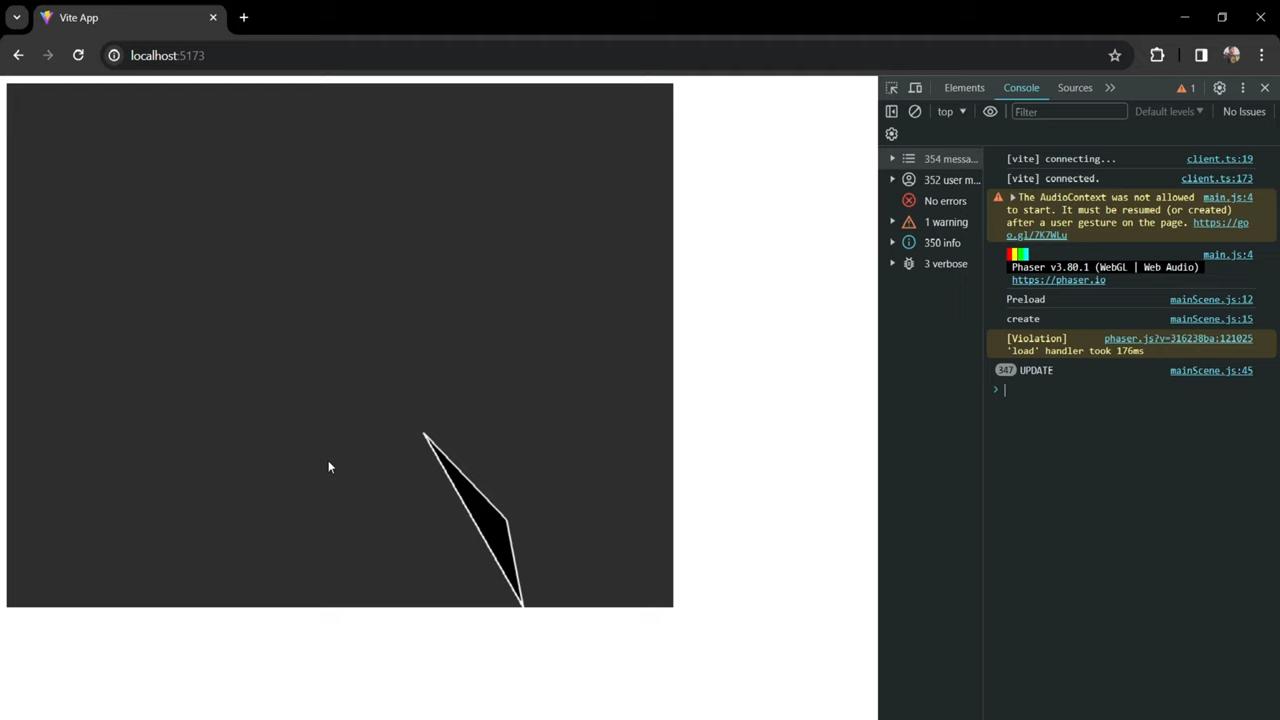 Vite App
localhost:5173
Elements
Console
Sources
1
top
Filter
Default levels
No Issues
354 messa...
352 user m...
No errors
1 warning
350 info
3 verbose
[vite] connecting... client.ts:19
[vite] connected. client.ts:173
The AudioContext was not allowed main.js:4
to start. It must be resumed (or created)
after a user gesture on the page. https://go
o.gl/7K7WLu
main.js:4
Phaser v3.80.1 (WebGL | Web Audio)
https://phaser.io
Preload mainScene.js:12
create mainScene.js:15
[Violation] phaser.js?v=316238ba:121025
'load' handler took 176ms
347 UPDATE mainScene.js:45